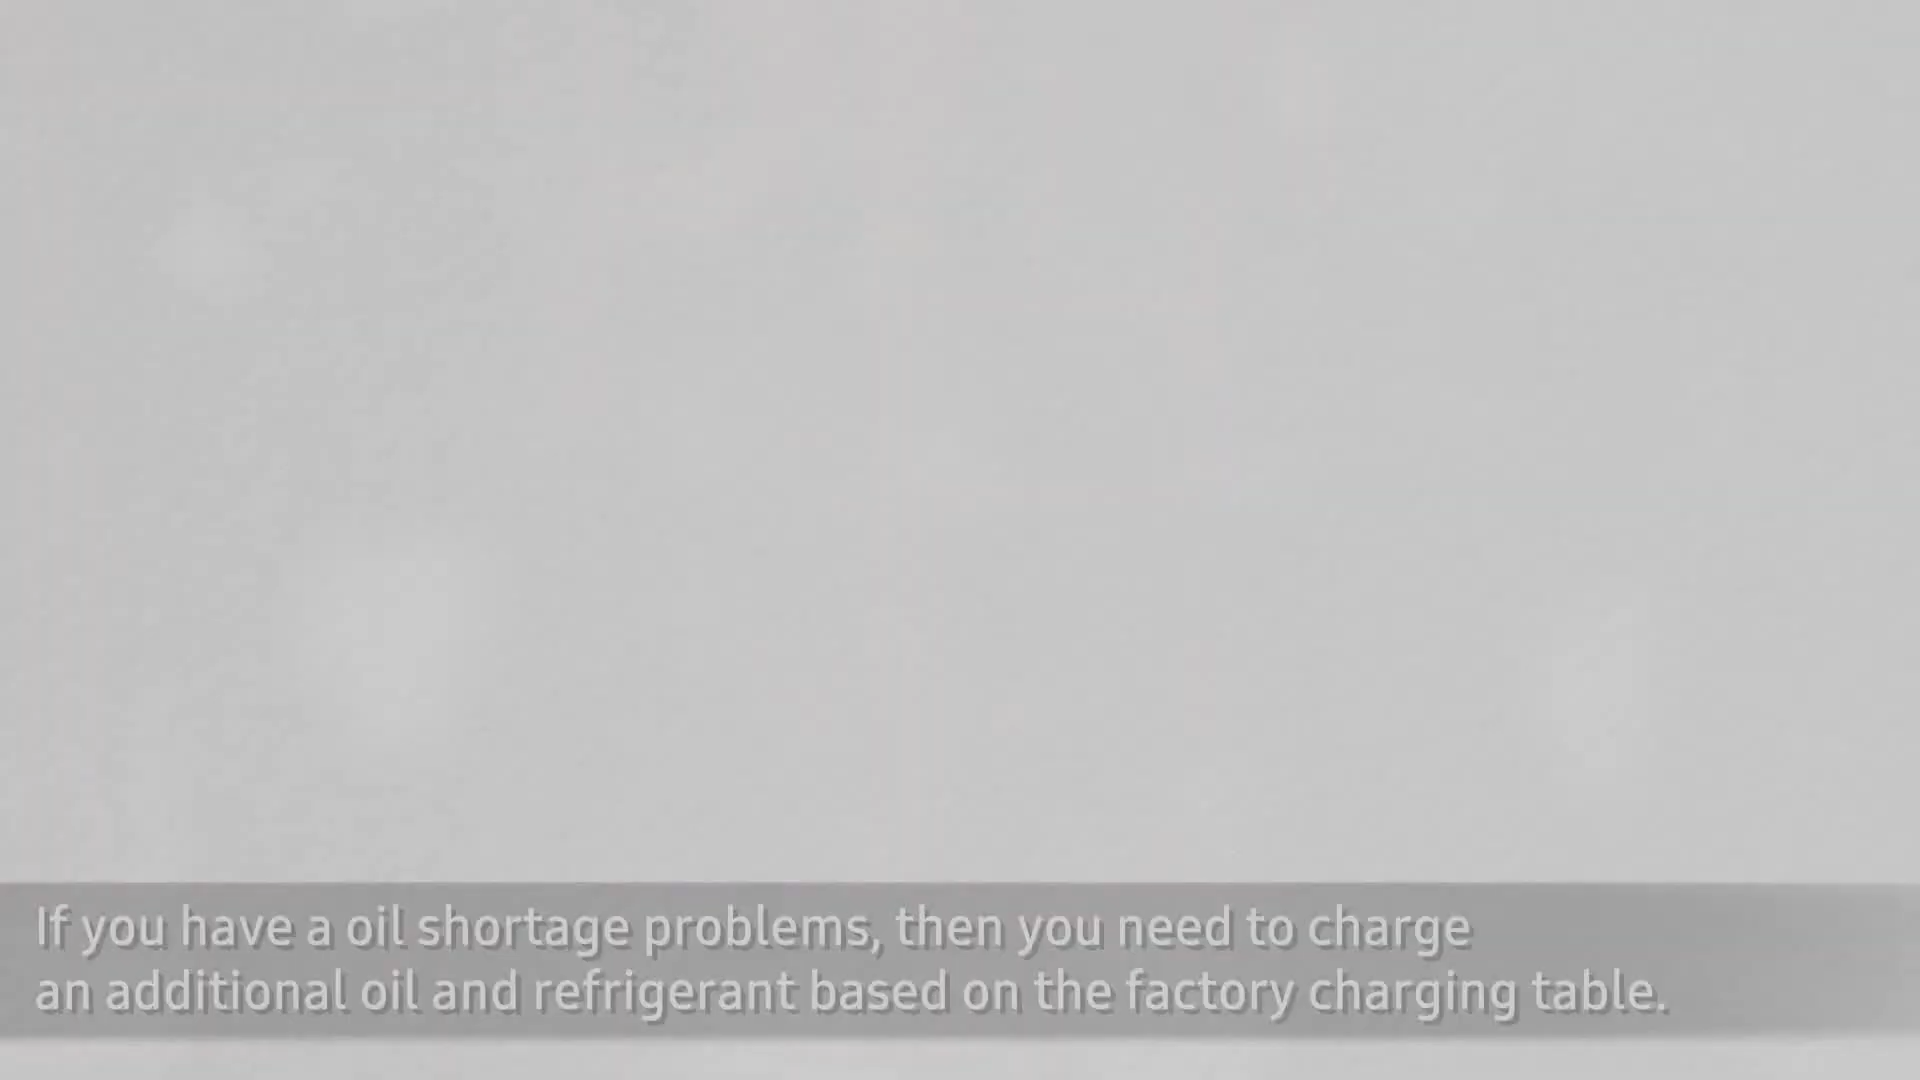 If you have a oil shortage problems, then you need to charge
an additional oil and refrigerant based on the factory charging table.